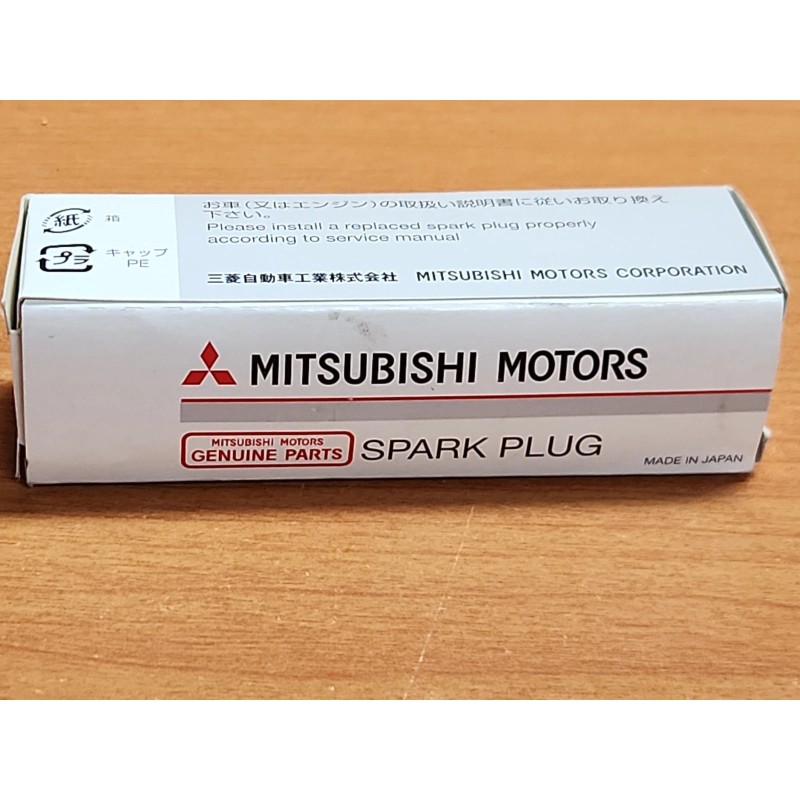 紙
箱
プラ
キャップ
PE
お車(又はエンジン)の取扱い説明書に従いお取り換え
下さい。
Please install a replaced spark plug properly
according to service manual
三菱自動車工業株式会社 MITSUBISHI MOTORS CORPORATION
MITSUBISHI MOTORS
MITSUBISHI MOTORS
GENUINE PARTS
SPARK PLUG
MADE IN JAPAN